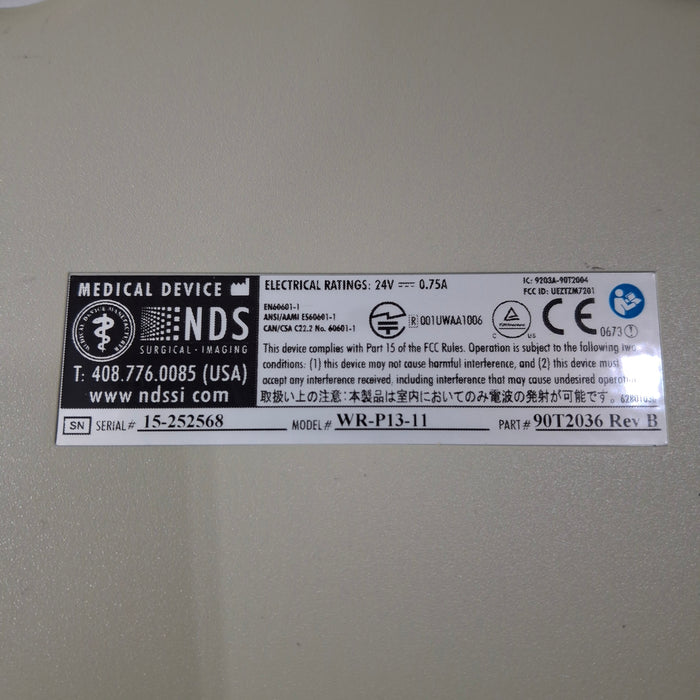 MEDICAL DEVICE
MEDICAL DEVICE MANUFACTURER
NDS
SURGICAL · IMAGING
T: 408.776.0085 (USA)
www.ndssi.com
ELECTRICAL RATINGS: 24V ⎓ 0.75A
IC: 9203A-90T2004
FCC ID: UEZTZM7201
EN60601-1
ANSI/AAMI ES60601-1
CAN/CSA C22.2 No. 60601-1
R 001UWAA1006
C US
CE
0673
This device complies with Part 15 of the FCC Rules. Operation is subject to the following two
conditions: (1) this device may not cause harmful interference, and (2) this device must
accept any interference received, including interference that may cause undesired operation.
取扱い上の注意：本製品は室内においてのみ電波の発射が可能です。
SN SERIAL# 15-252568 MODEL# WR-P13-11 PART# 90T2036 Rev B